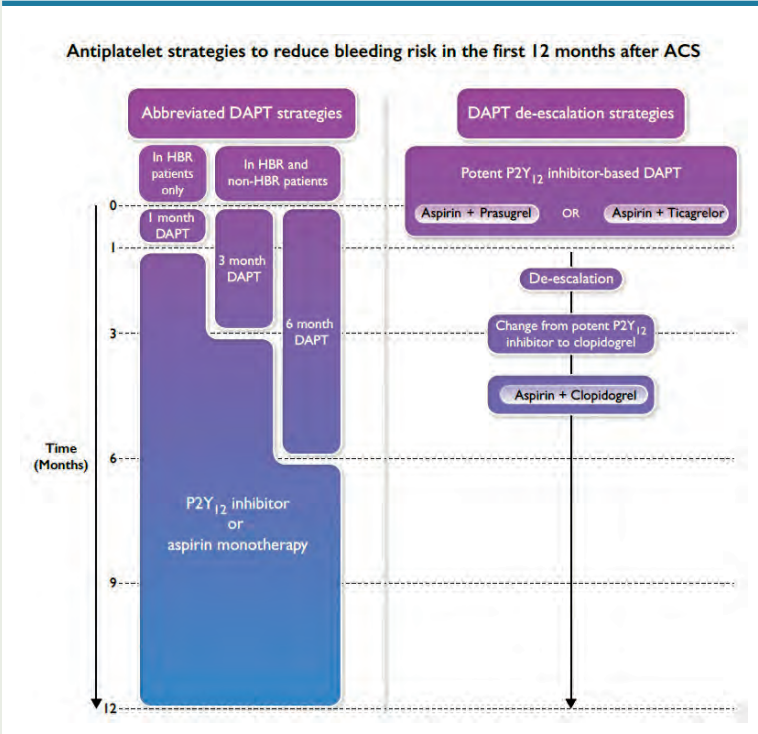 Antiplatelet strategies to reduce bleeding risk in the first 12 months after ACS
Abbreviated DAPT strategies
In HBR
patients
only
In HBR and
non-HBR patients
1 month
DAPT
3 month
DAPT
6 month
DAPT
P2Y12 inhibitor
or
aspirin monotherapy
DAPT de-escalation strategies
Potent P2Y12 inhibitor-based DAPT
Aspirin + Prasugrel OR Aspirin + Ticagrelor
De-escalation
Change from potent P2Y12
inhibitor to clopidogrel
Aspirin + Clopidogrel
Time
(Months)
0
1
3
6
9
12